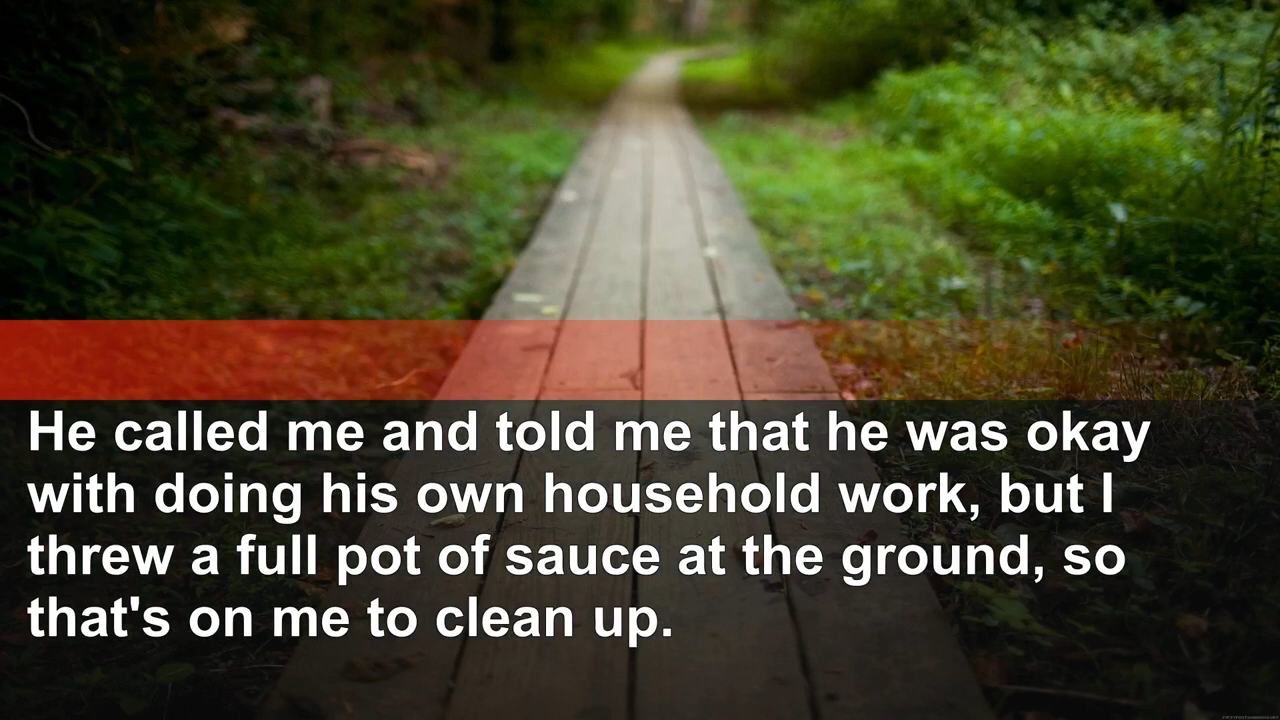 He called me and told me that he was okay
with doing his own household work, but I
threw a full pot of sauce at the ground, so
that's on me to clean up.